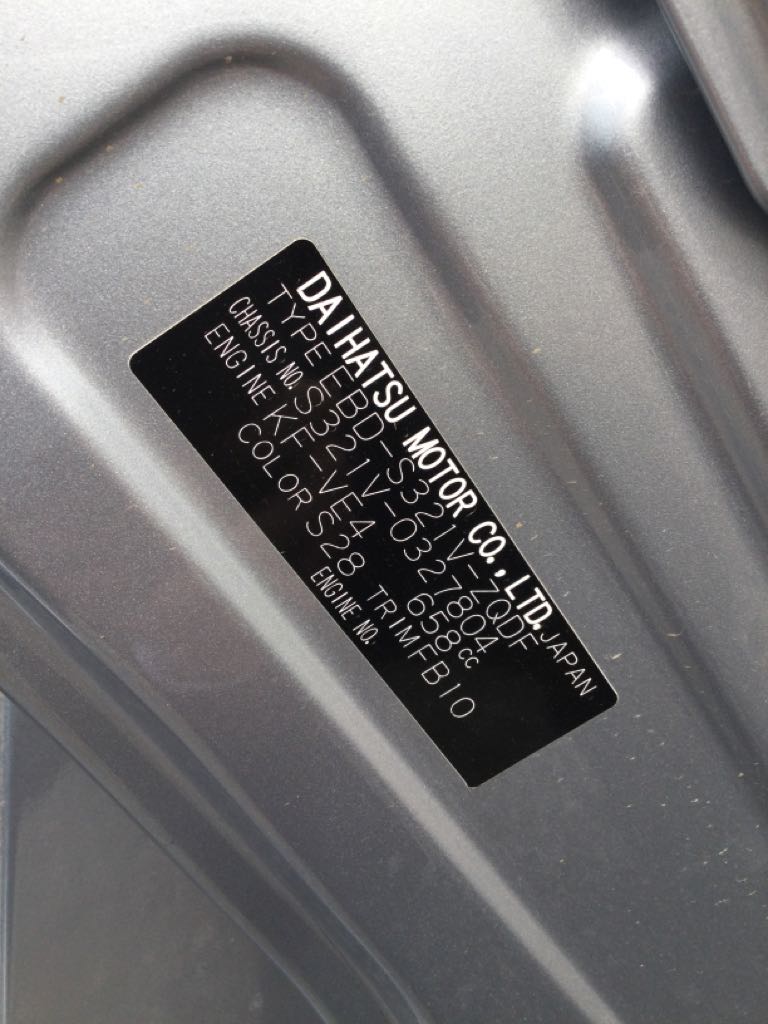 DAIHATSU MOTOR CO., LTD. JAPAN
TYPE EBD-S321V-ZQDF
CHASSIS NO. S321V-0327804
ENGINE KF-VE4 658cc
COLOR S28 TRIM FB10
ENGINE NO.